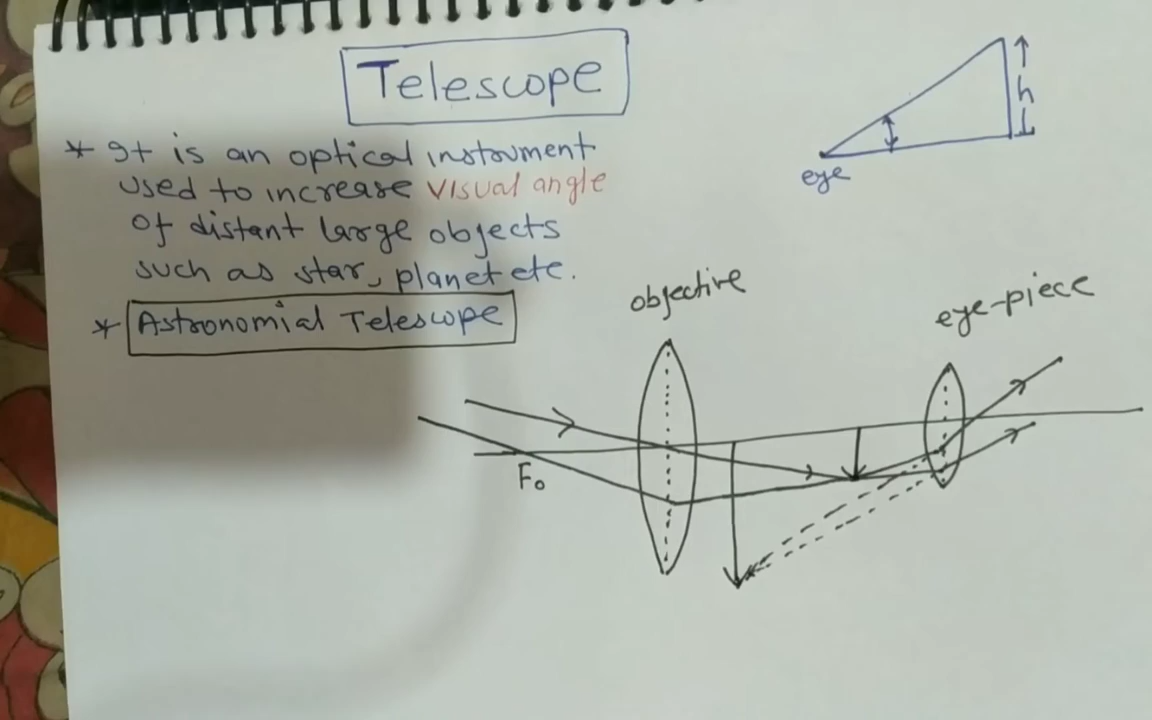 Telescope
* It is an optical instrument
used to increase visual angle
of distant large objects
such as star, planet etc.
* Astronomial Telescope
h
eye
objective
eye-piece
Fo